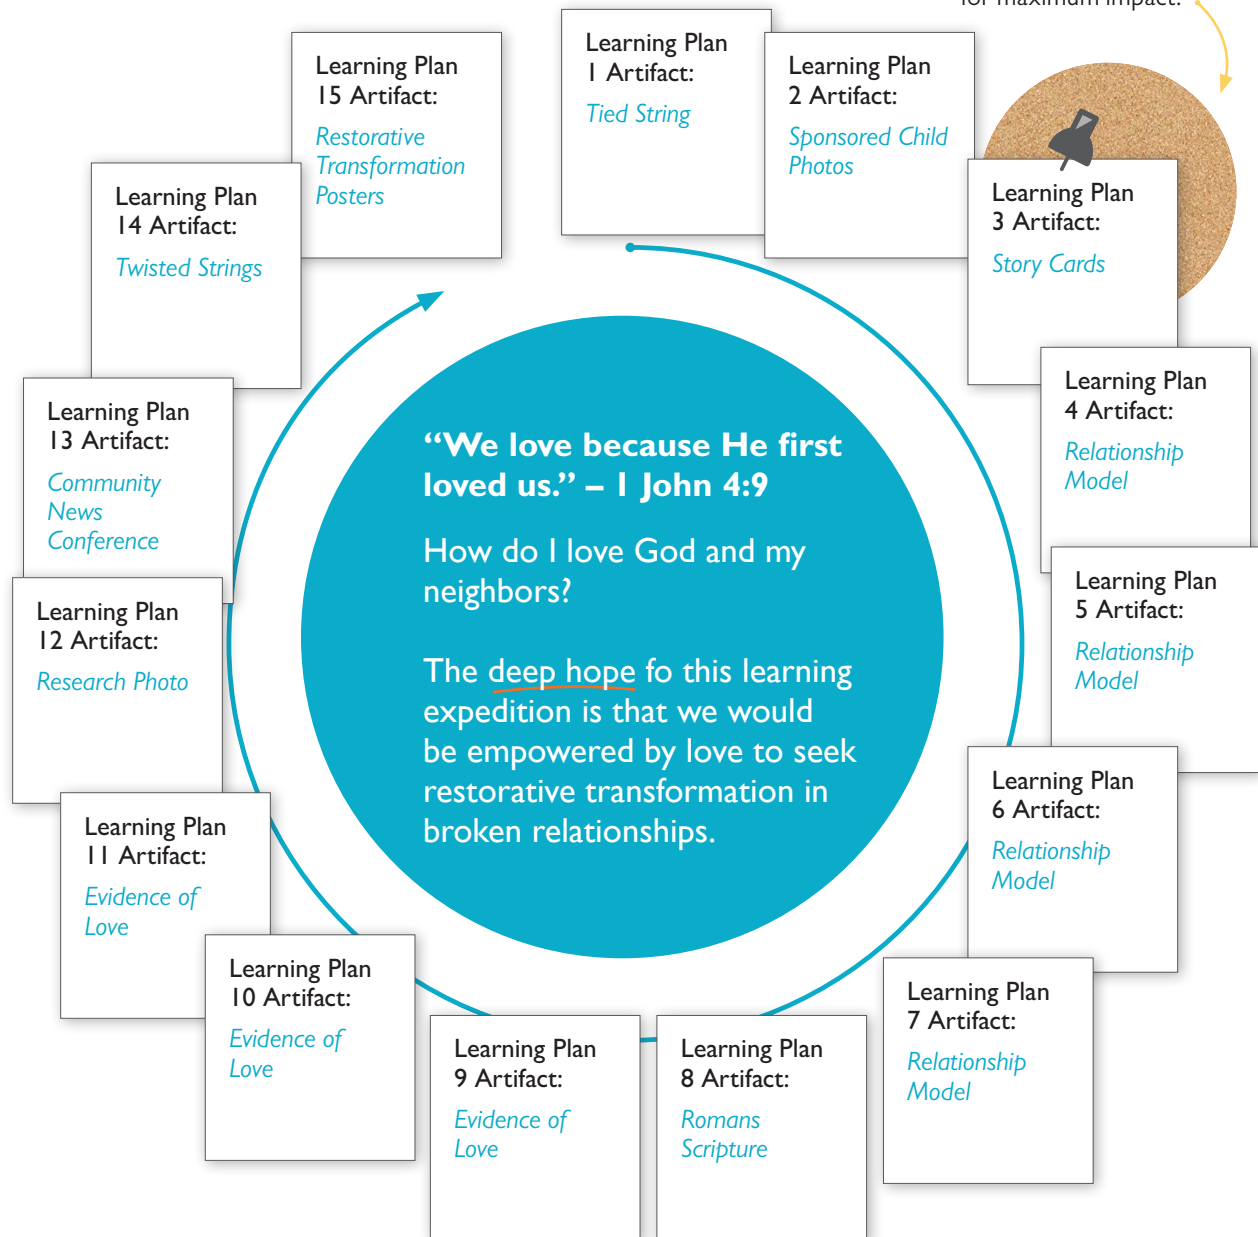 for maximum impact.
Learning Plan
1 Artifact:
Tied String
Learning Plan
2 Artifact:
Sponsored Child
Photos
Learning Plan
3 Artifact:
Story Cards
Learning Plan
4 Artifact:
Relationship
Model
Learning Plan
5 Artifact:
Relationship
Model
Learning Plan
6 Artifact:
Relationship
Model
Learning Plan
7 Artifact:
Relationship
Model
Learning Plan
8 Artifact:
Romans
Scripture
Learning Plan
9 Artifact:
Evidence of
Love
Learning Plan
10 Artifact:
Evidence of
Love
Learning Plan
11 Artifact:
Evidence of
Love
Learning Plan
12 Artifact:
Research Photo
Learning Plan
13 Artifact:
Community
News
Conference
Learning Plan
14 Artifact:
Twisted Strings
Learning Plan
15 Artifact:
Restorative
Transformation
Posters
“We love because He first
loved us.” – 1 John 4:9
How do I love God and my
neighbors?
The deep hope fo this learning
expedition is that we would
be empowered by love to seek
restorative transformation in
broken relationships.